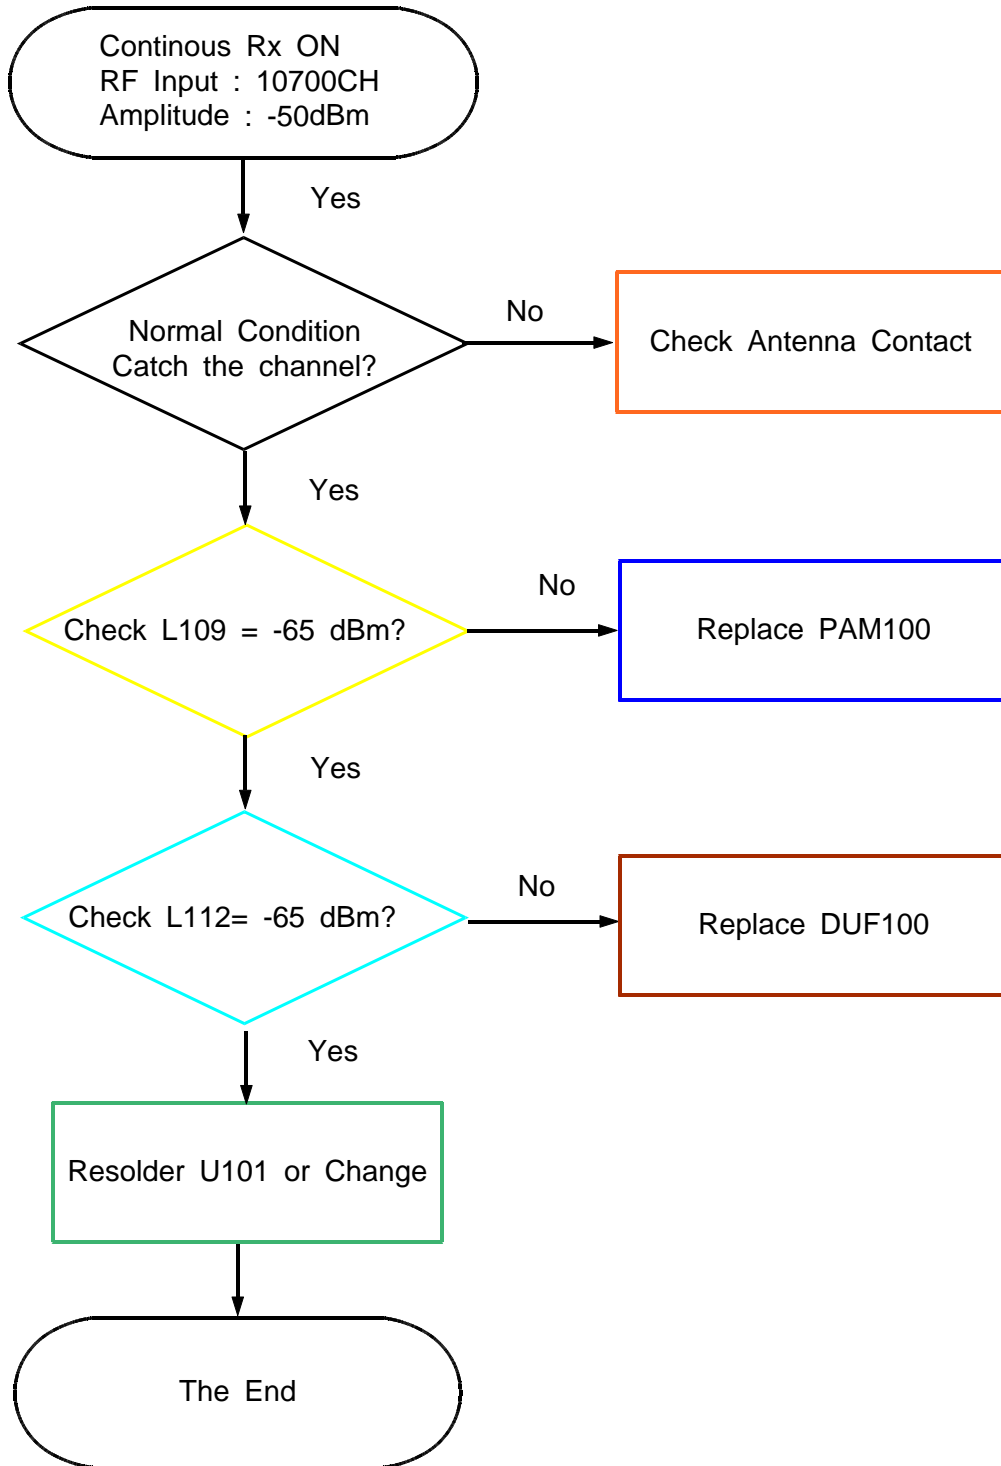 Continous Rx ON
RF Input : 10700CH
Amplitude : -50dBm
Yes
Normal Condition
Catch the channel?
No
Check Antenna Contact
Yes
Check L109 = -65 dBm?
No
Replace PAM100
Yes
Check L112= -65 dBm?
No
Replace DUF100
Yes
Resolder U101 or Change
The End